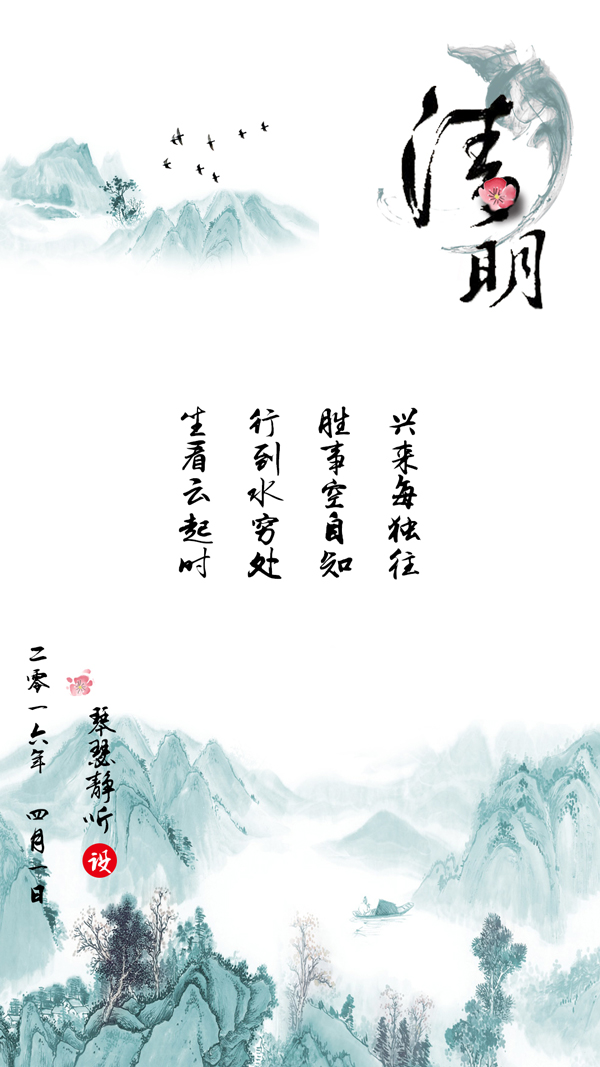 清明
兴来每独往
胜事空自知
行到水穷处
坐看云起时
琴瑟静听
设
二零一六年 四月一日